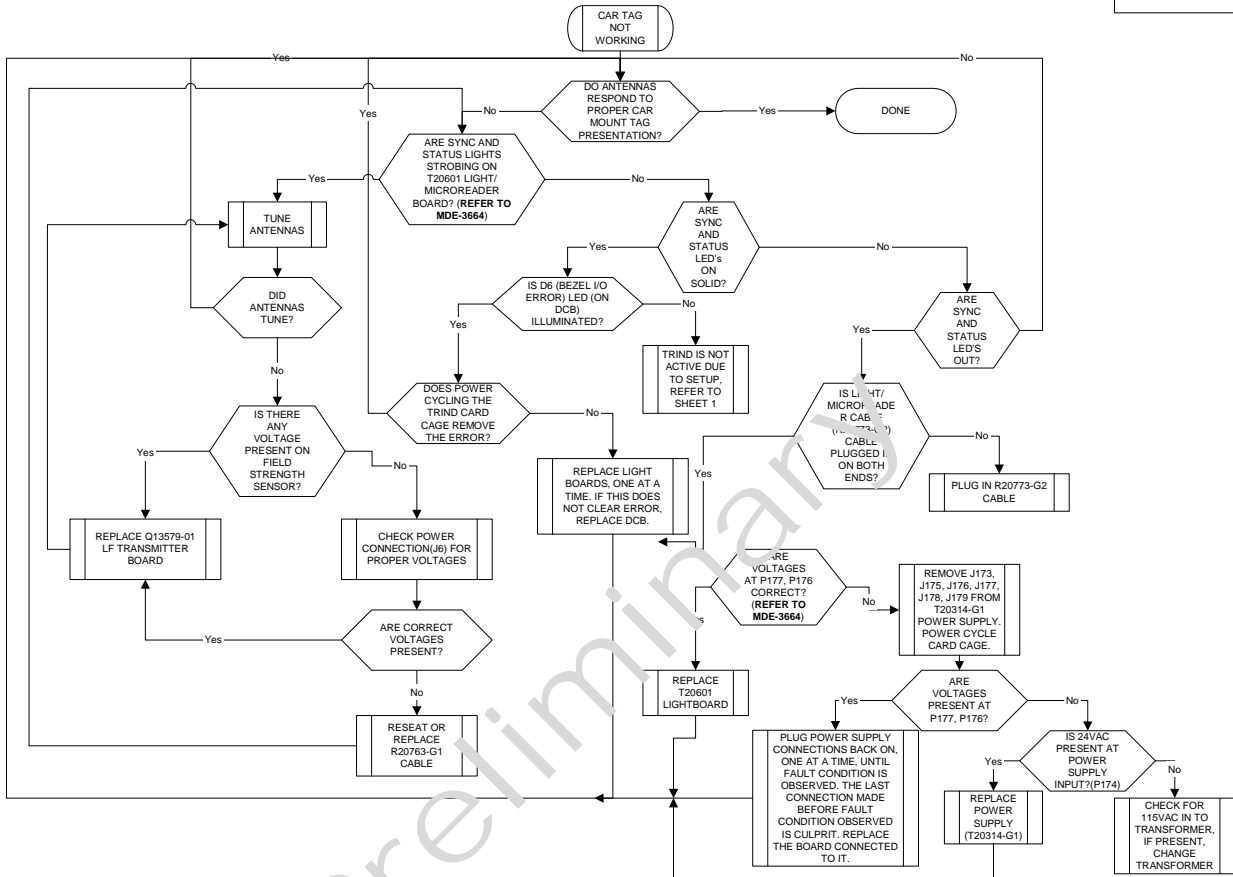 CAR TAG
NOT
WORKING
Yes
No
DO ANTENNAS
RESPOND TO
PROPER CAR
MOUNT TAG
PRESENTATION?
No
Yes
DONE
Yes
ARE SYNC AND
STATUS LIGHTS
STROBING ON
T20601 LIGHT/
MICROREADER
BOARD? (REFER TO
MDE-3664)
Yes
No
TUNE
ANTENNAS
ARE
SYNC
AND
STATUS
LED's
ON
SOLID?
Yes
No
DID
ANTENNAS
TUNE?
IS D6 (BEZEL I/O
ERROR) LED (ON
DCB)
ILLUMINATED?
Yes
No
ARE
SYNC
AND
STATUS
LED'S
OUT?
Yes
No
TRIND IS NOT
ACTIVE DUE
TO SETUP,
REFER TO
SHEET 1
DOES POWER
CYCLING THE
TRIND CARD
CAGE REMOVE
THE ERROR?
No
IS LIGHT/
MICROREADE
R CABLE
CABLE
PLUGGED IN
ON BOTH
ENDS?
No
Yes
IS THERE
ANY
VOLTAGE
PRESENT ON
FIELD
STRENGTH
SENSOR?
Yes
No
REPLACE LIGHT
BOARDS, ONE AT A
TIME. IF THIS DOES
NOT CLEAR ERROR,
REPLACE DCB.
PLUG IN R20773-G2
CABLE
REPLACE Q13579-01
LF TRANSMITTER
BOARD
CHECK POWER
CONNECTION(J6) FOR
PROPER VOLTAGES
ARE
VOLTAGES
AT P177, P176
CORRECT?
(REFER TO
MDE-3664)
No
REMOVE J173,
J175, J176, J177,
J178, J179 FROM
T20314-G1
POWER SUPPLY.
POWER CYCLE
CARD CAGE.
ARE CORRECT
VOLTAGES
PRESENT?
Yes
No
REPLACE
T20601
LIGHTBOARD
ARE
VOLTAGES
PRESENT AT
P177, P176?
Yes
No
RESEAT OR
REPLACE
R20763-G1
CABLE
PLUG POWER SUPPLY
CONNECTIONS BACK ON,
ONE AT A TIME, UNTIL
FAULT CONDITION IS
OBSERVED. THE LAST
CONNECTION MADE
BEFORE FAULT
CONDITION OBSERVED
IS CULPRIT. REPLACE
THE BOARD CONNECTED
TO IT.
IS 24VAC
PRESENT AT
POWER
SUPPLY
INPUT?(P174)
Yes
No
REPLACE
POWER
SUPPLY
(T20314-G1)
CHECK FOR
115VAC IN TO
TRANSFORMER,
IF PRESENT,
CHANGE
TRANSFORMER
reliminary